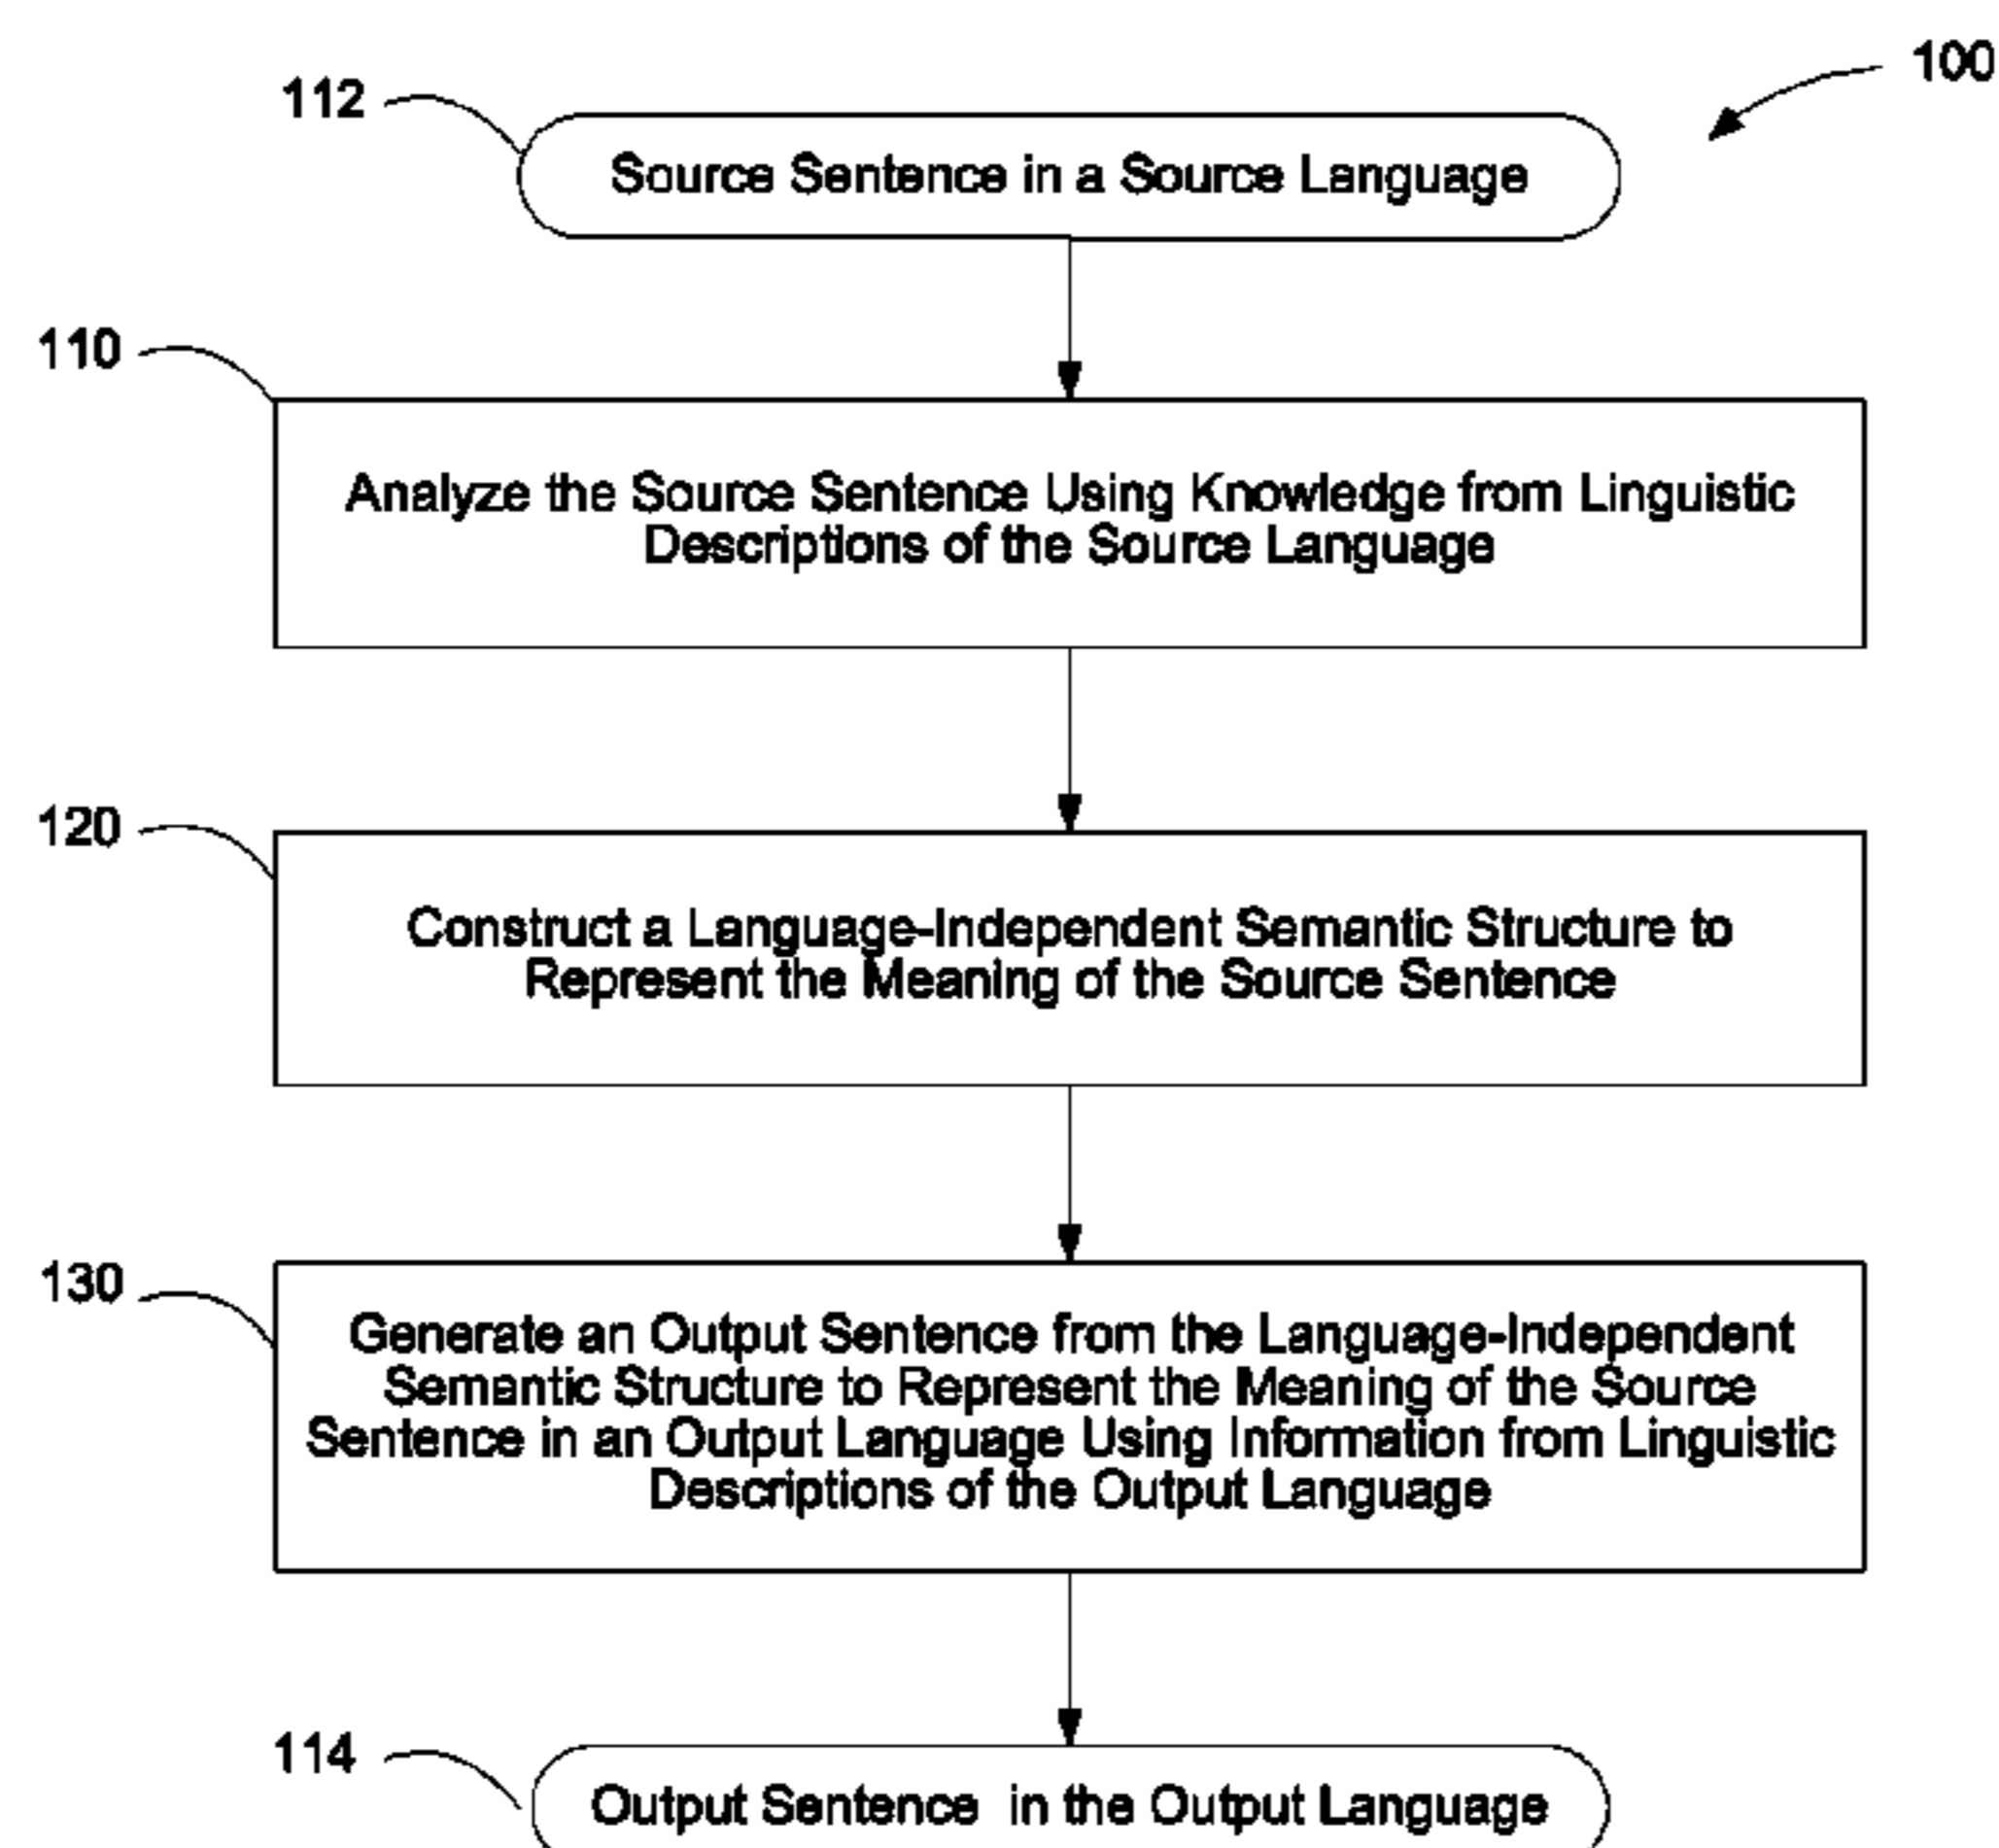 100
112
Source Sentence in a Source Language
110
Analyze the Source Sentence Using Knowledge from Linguistic
Descriptions of the Source Language
120
Construct a Language-Independent Semantic Structure to
Represent the Meaning of the Source Sentence
130
Generate an Output Sentence from the Language-Independent
Semantic Structure to Represent the Meaning of the Source
Sentence in an Output Language Using Information from Linguistic
Descriptions of the Output Language
114
Output Sentence in the Output Language